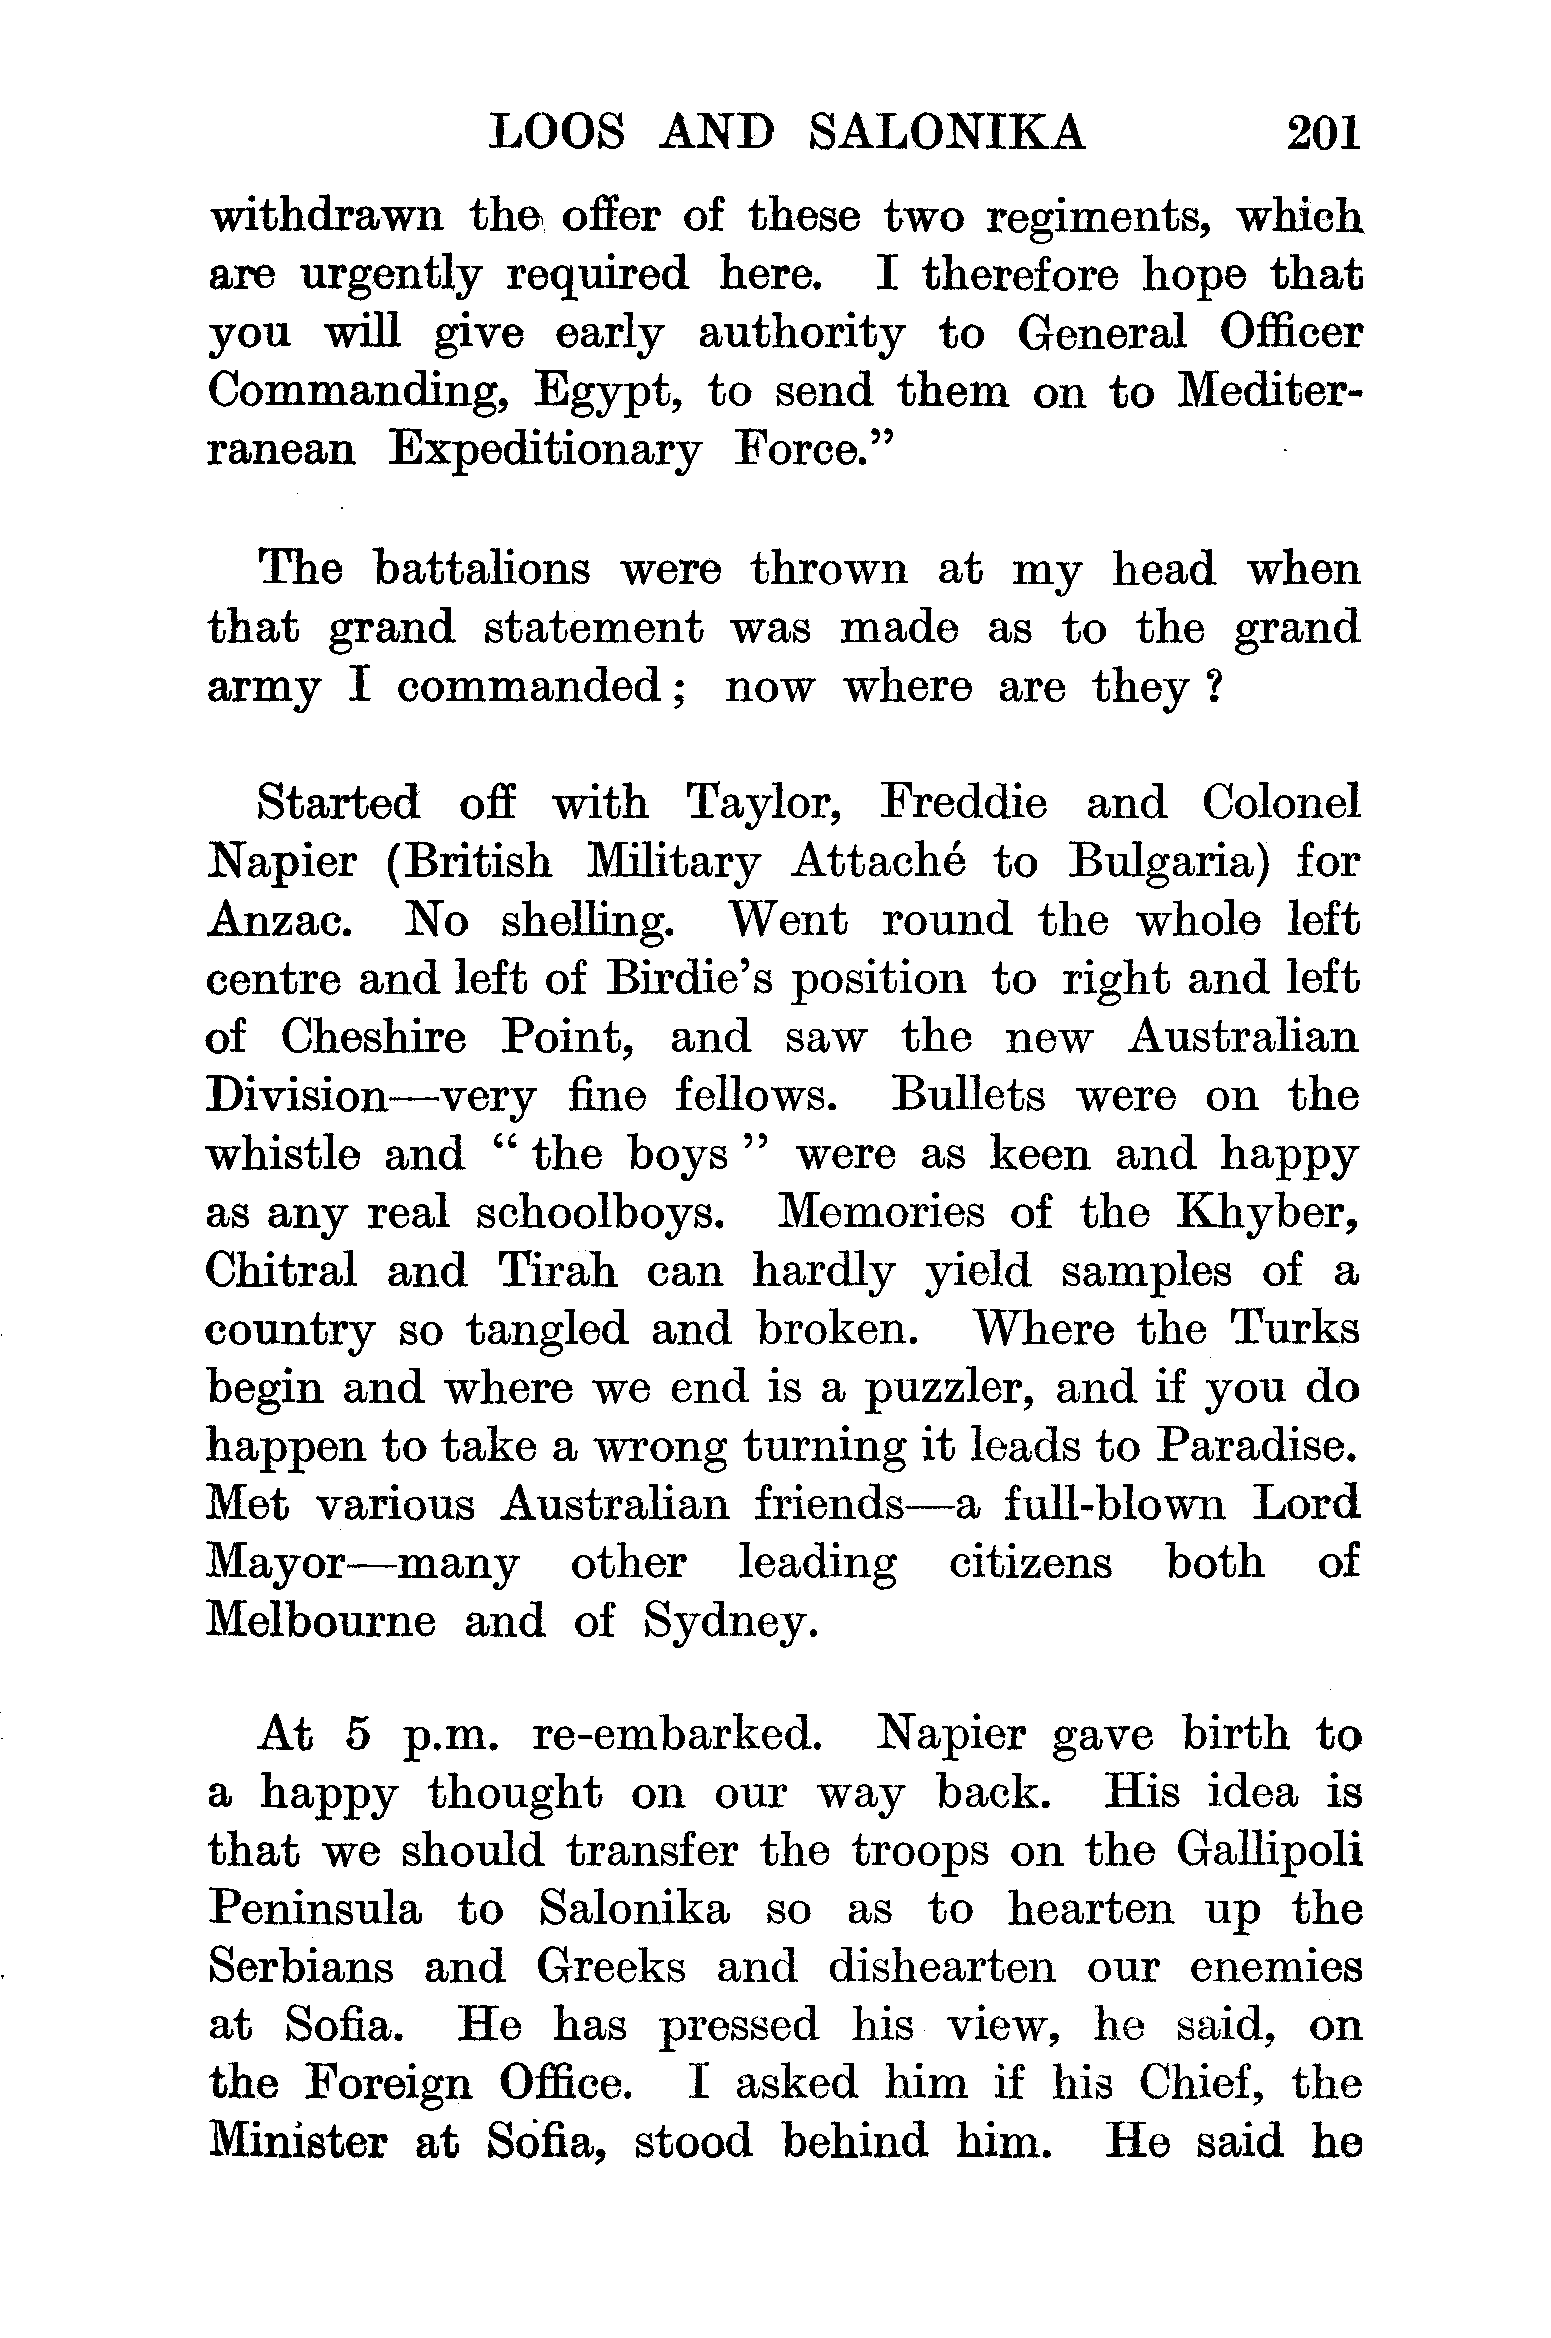 LOOS AND SALONIKA 201
withdrawn the offer of these two regiments, which
are urgently required here. I therefore hope that
you will give early authority to General Officer
Commanding, Egypt, to send them on to Mediter-
ranean Expeditionary Force.”
The battalions were thrown at my head when
that grand statement was made as to the grand
army I commanded ; now where are they ?
Started off with Taylor, Freddie and Colonel
Napier (British Military Attaché to Bulgaria) for
Anzac. No shelling. Went round the whole left
centre and left of Birdie’s position to right and left
of Cheshire Point, and saw the new Australian
Division—very fine fellows. Bullets were on the
whistle and “ the boys ” were as keen and happy
as any real schoolboys. Memories of the Khyber,
Chitral and Tirah can hardly yield samples of a
country so tangled and broken. Where the Turks
begin and where we end is a puzzler, and if you do
happen to take a wrong turning it leads to Paradise.
Met various Australian friends—a full-blown Lord
Mayor—many other leading citizens both of
Melbourne and of Sydney.
At 5 p.m. re-embarked. Napier gave birth to
a happy thought on our way back. His idea is
that we should transfer the troops on the Gallipoli
Peninsula to Salonika so as to hearten up the
Serbians and Greeks and dishearten our enemies
at Sofia. He has pressed his view, he said, on
the Foreign Office. I asked him if his Chief, the
Minister at Sofia, stood behind him. He said he